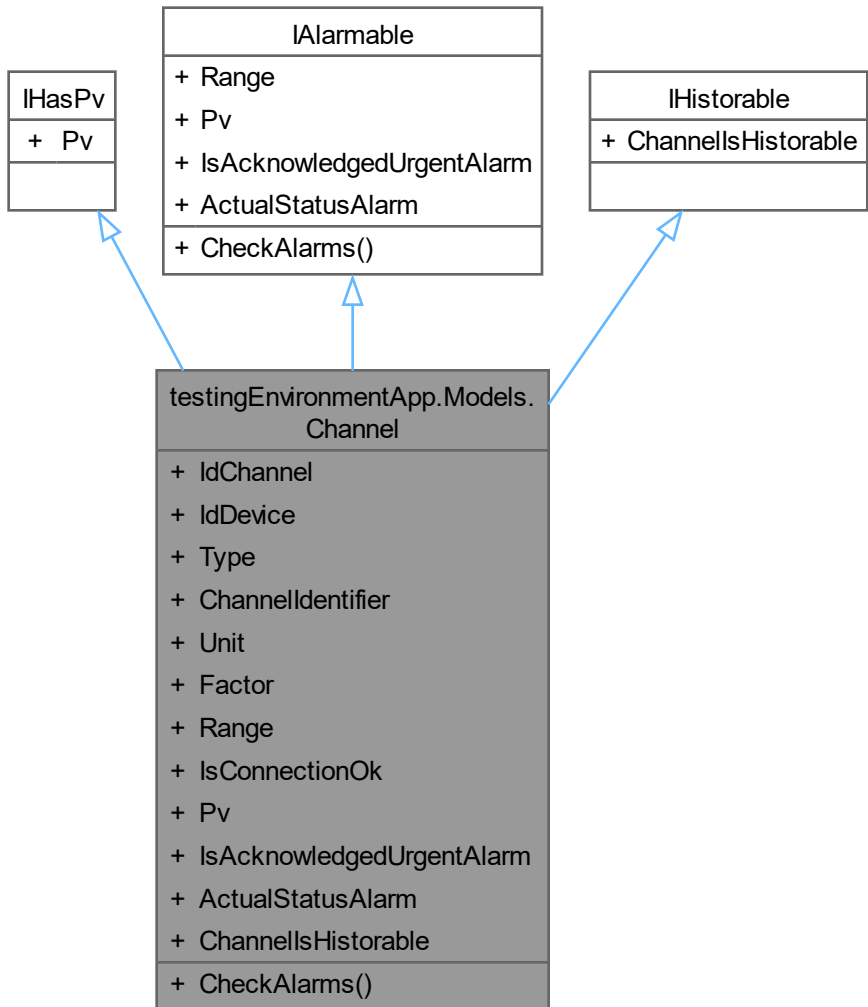 IHasPv
+ Pv
IAlarmable
+ Range
+ Pv
+ IsAcknowledgedUrgentAlarm
+ ActualStatusAlarm
+ CheckAlarms()
IHistorable
+ ChannelIsHistorable
testingEnvironmentApp.Models.
Channel
+ IdChannel
+ IdDevice
+ Type
+ ChannelIdentifier
+ Unit
+ Factor
+ Range
+ IsConnectionOk
+ Pv
+ IsAcknowledgedUrgentAlarm
+ ActualStatusAlarm
+ ChannelIsHistorable
+ CheckAlarms()